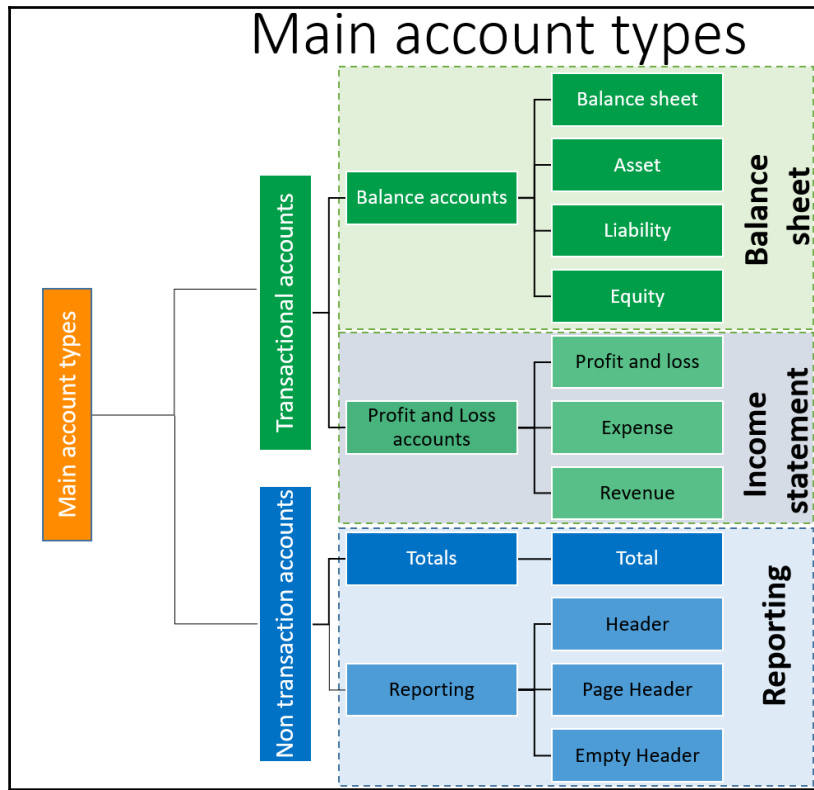 Main account types
Main account types
Transactional accounts
Non transaction accounts
Balance accounts
Balance sheet
Asset
Liability
Equity
Balance
sheet
Profit and Loss
accounts
Profit and loss
Expense
Revenue
Income
statement
Totals
Total
Reporting
Header
Page Header
Empty Header
Reporting